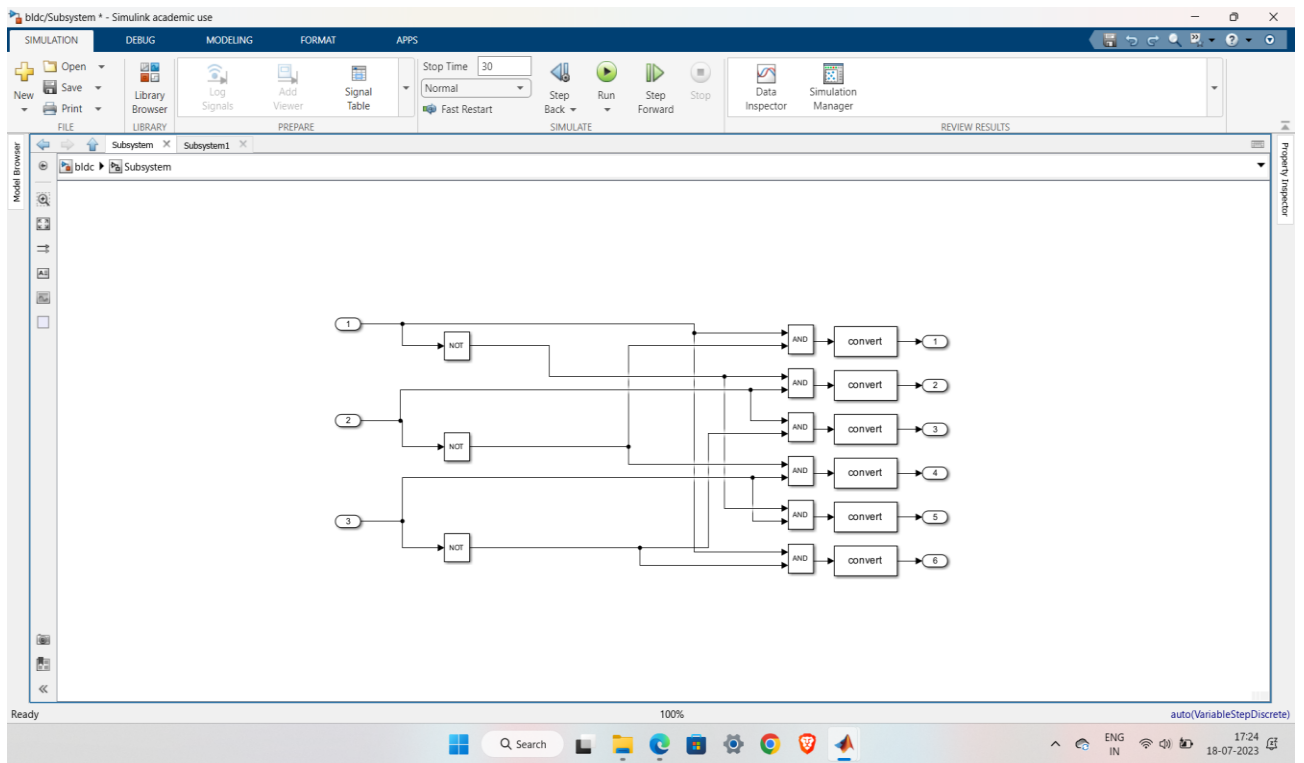 bldc/Subsystem * - Simulink academic use
SIMULATION DEBUG MODELING FORMAT APPS
New
Open
Save
Print
FILE
Library Browser
LIBRARY
Log Signals
Add Viewer
Signal Table
PREPARE
Stop Time 30
Normal
Fast Restart
Step Back
Run
Step Forward
Stop
SIMULATE
Data Inspector
Simulation Manager
REVIEW RESULTS
Model Browser
Property Inspector
Subsystem Subsystem1
bldc Subsystem
1
NOT
AND convert 1
AND convert 2
2
AND convert 3
NOT
AND convert 4
3
AND convert 5
NOT
AND convert 6
Ready 100% auto(VariableStepDiscrete)
Search
ENG IN
17:24
18-07-2023